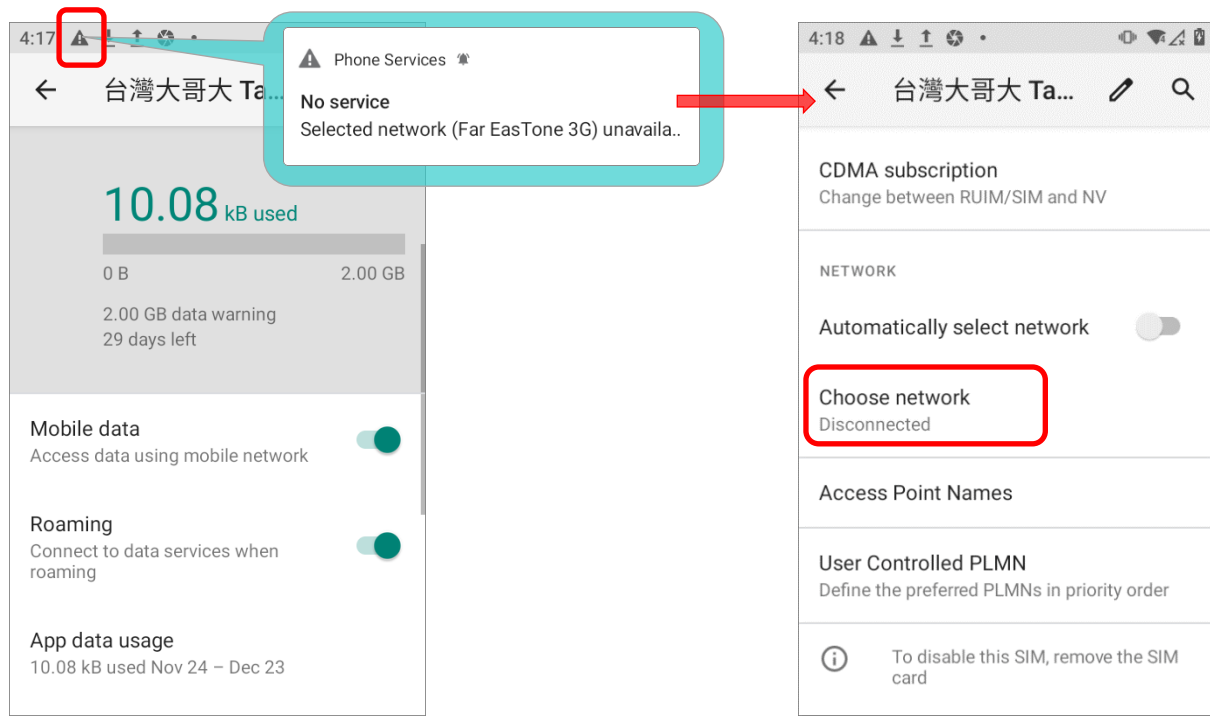 4:17
台灣大哥大 Ta...
Phone Services
No service
Selected network (Far EasTone 3G) unavaila..
10.08 kB used
0 B
2.00 GB
2.00 GB data warning
29 days left
Mobile data
Access data using mobile network
Roaming
Connect to data services when
roaming
App data usage
10.08 kB used Nov 24 – Dec 23
4:18
台灣大哥大 Ta...
CDMA subscription
Change between RUIM/SIM and NV
NETWORK
Automatically select network
Choose network
Disconnected
Access Point Names
User Controlled PLMN
Define the preferred PLMNs in priority order
To disable this SIM, remove the SIM
card